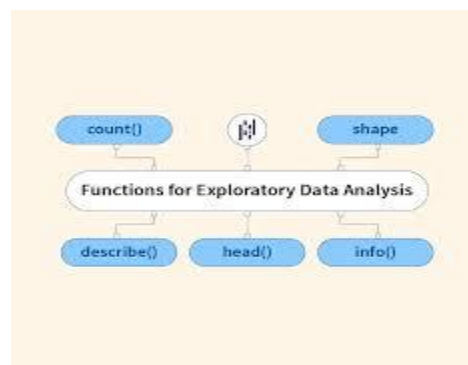 count()
shape
Functions for Exploratory Data Analysis
describe()
head()
info()